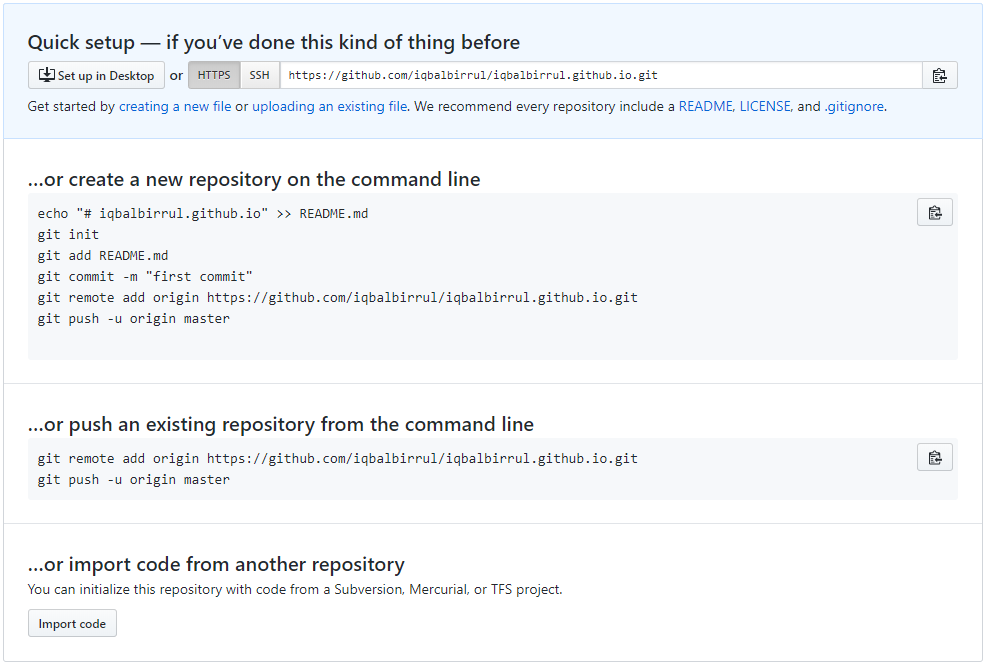 Quick setup — if you’ve done this kind of thing before
Set up in Desktop or HTTPS SSH https://github.com/iqbalbirrul/iqbalbirrul.github.io.git
Get started by creating a new file or uploading an existing file. We recommend every repository include a README, LICENSE, and .gitignore.
…or create a new repository on the command line
echo "# iqbalbirrul.github.io" >> README.md
git init
git add README.md
git commit -m "first commit"
git remote add origin https://github.com/iqbalbirrul/iqbalbirrul.github.io.git
git push -u origin master
…or push an existing repository from the command line
git remote add origin https://github.com/iqbalbirrul/iqbalbirrul.github.io.git
git push -u origin master
…or import code from another repository
You can initialize this repository with code from a Subversion, Mercurial, or TFS project.
Import code